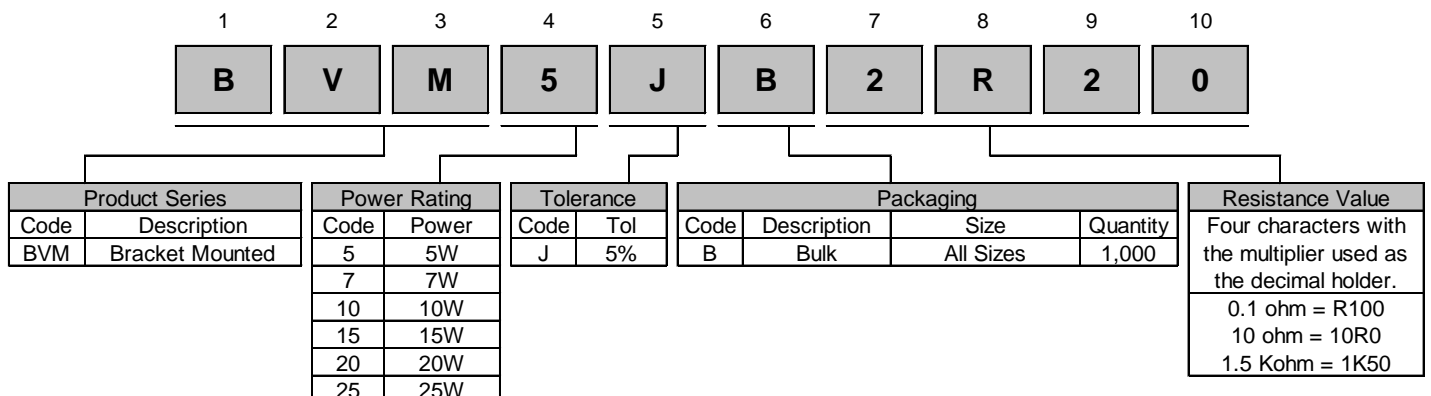 1 2 3 4 5 6 7 8 9 10
B V M 5 J B 2 R 2 0
Product Series
Code Description
BVM Bracket Mounted
Power Rating
Code Power
5 5W
7 7W
10 10W
15 15W
20 20W
25 25W
Tolerance
Code Tol
J 5%
Packaging
Code Description Size Quantity
B Bulk All Sizes 1,000
Resistance Value
Four characters with
the multiplier used as
the decimal holder.
0.1 ohm = R100
10 ohm = 10R0
1.5 Kohm = 1K50